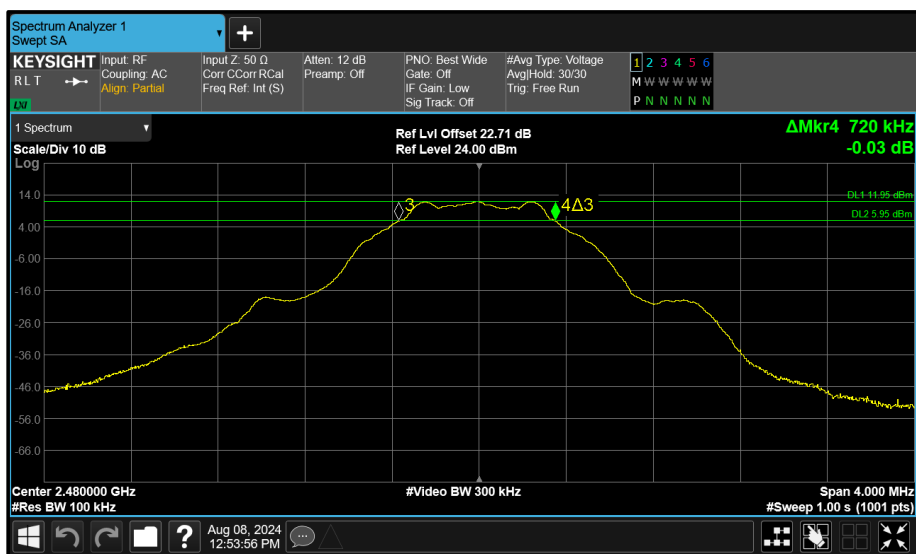 Spectrum Analyzer 1
Swept SA
KEYSIGHT
R L T
LXI
Input: RF
Coupling: AC
Align: Partial
Input Z: 50 Ω
Corr CCorr RCal
Freq Ref: Int (S)
Atten: 12 dB
Preamp: Off
PNO: Best Wide
Gate: Off
IF Gain: Low
Sig Track: Off
#Avg Type: Voltage
Avg|Hold: 30/30
Trig: Free Run
1 2 3 4 5 6
M W W W W W
P N N N N N
1 Spectrum
Scale/Div 10 dB
Log
Ref Lvl Offset 22.71 dB
Ref Level 24.00 dBm
ΔMkr4 720 kHz
-0.03 dB
14.0
4.00
-6.00
-16.0
-26.0
-36.0
-46.0
-56.0
-66.0
3
4Δ3
DL1 11.95 dBm
DL2 5.95 dBm
Center 2.480000 GHz
#Res BW 100 kHz
#Video BW 300 kHz
Span 4.000 MHz
#Sweep 1.00 s (1001 pts)
?
Aug 08, 2024
12:53:56 PM